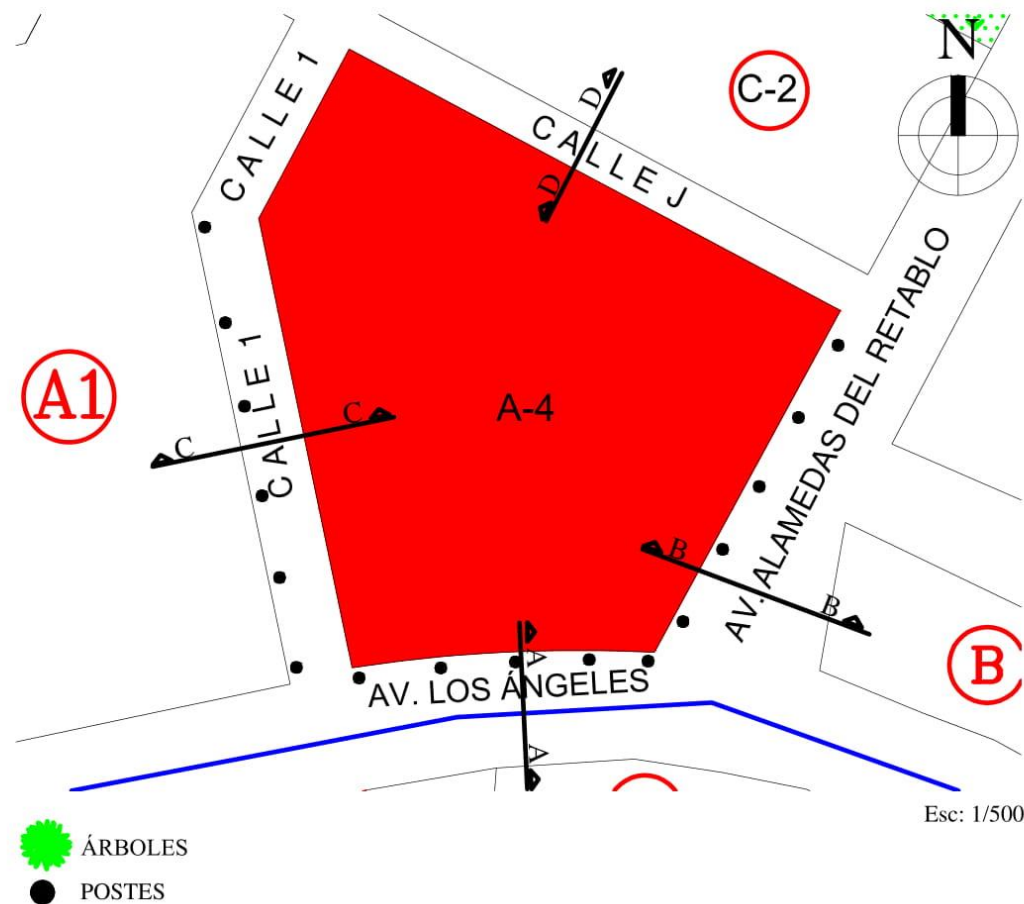 N
CALLE 1
D
C-2
CALLE J
D
AV. ALAMEDAS DEL RETABLO
A1
CALLE 1
A-4
C
C
B
B
A
B
AV. LOS ÁNGELES
A
Esc: 1/500
ÁRBOLES
POSTES